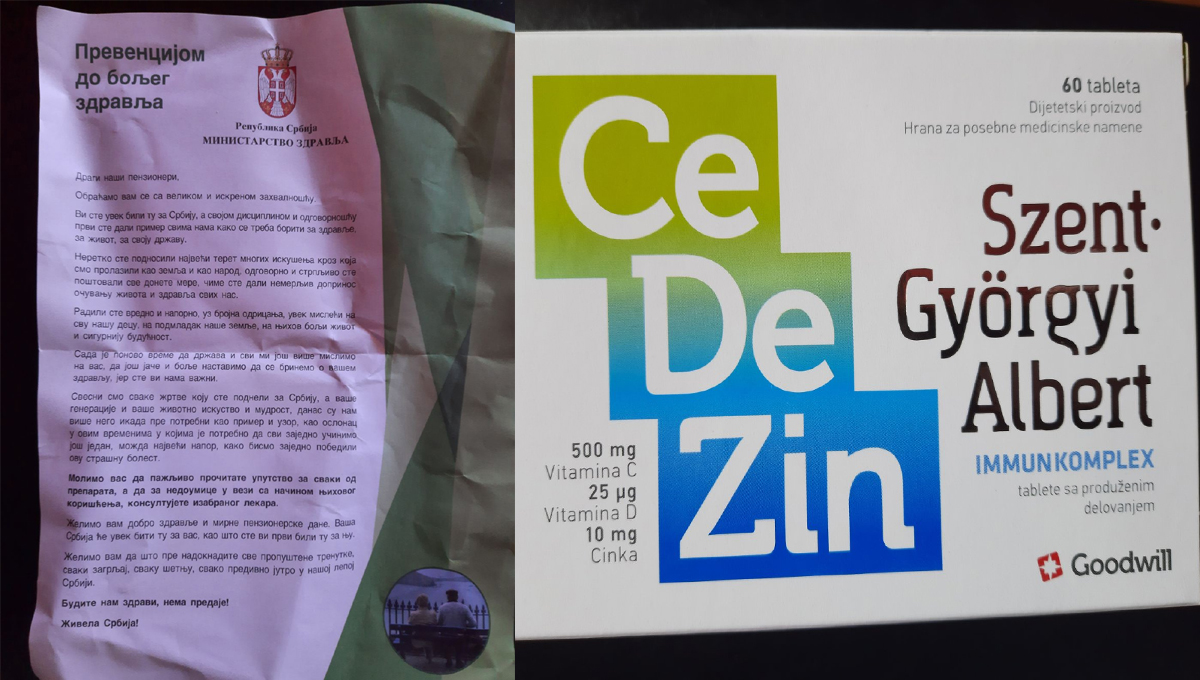 Превенцијом
до бољег
здравља
Република Србија
МИНИСТАРСТВО ЗДРАВЉА
Драги наши пензионери,
Обраћамо вам се са великом и искреном захвалношћу.
Ви сте увек били ту за Србију, а својом дисциплином и одговорношћу
први сте дали пример свима нама како се треба борити за здравље,
за живот, за своју државу.
Неретко сте подносили највећи терет многих искушења кроз која
смо пролазили као земља и као народ, одговорно и стрпљиво сте
поштовали све донете мере, чиме сте дали немерљив допринос
очувању живота и здравља свих нас.
Радили сте вредно и напорно, уз бројна одрицања, увек мислећи на
сву нашу децу, на подмладак наше земље, на њихов бољи живот
и сигурнију будућност.
Сада је поново време да држава и сви ми још више мислимо
на вас, да још јаче и боље наставимо да се бринемо о вашем
здрављу, јер сте ви нама важни.
Свесни смо сваке жртве коју сте поднели за Србију, а ваше
генерације и ваше животно искуство и мудрост, данас су нам
више него икада пре потребни као пример и узор, као ослонац
у овим временима у којима је потребно да сви заједно учинимо
још један, можда највећи напор, како бисмо заједно победили
ову страшну болест.
Молимо вас да пажљиво прочитате упутство за сваки од
препарата, а да за недоумице у вези са начином њиховог
коришћења, консултујете изабраног лекара.
Желимо вам добро здравље и мирне пензионерске дане. Ваша
Србија ће увек бити ту за вас, као што сте ви први били ту за њу.
Желимо вам да што пре надокнадите све пропуштене тренутке,
сваки загрљај, сваку шетњу, свако предивно јутро у нашој лепој
Србији.
Будите нам здрави, нема предаје!
Живела Србија!
60 tableta
Dijetetski proizvod
Hrana za posebne medicinske namene
Ce
De
Zin
Szent-
Györgyi
Albert
IMMUNKOMPLEX
tablete sa produženim
delovanjem
500 mg
Vitamina C
25 µg
Vitamina D
10 mg
Cinka
Goodwill